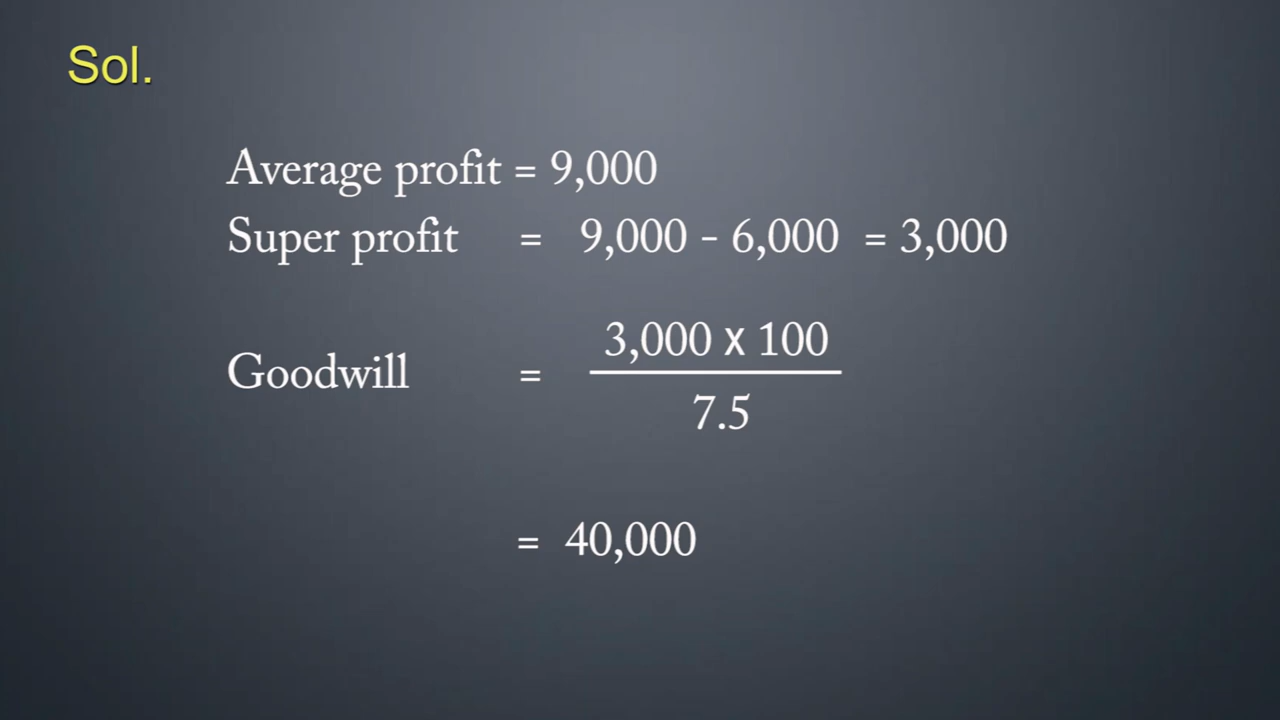 Sol.
Average profit = 9,000
Super profit = 9,000 - 6,000 = 3,000
3,000 x 100
Goodwill =
7.5
= 40,000